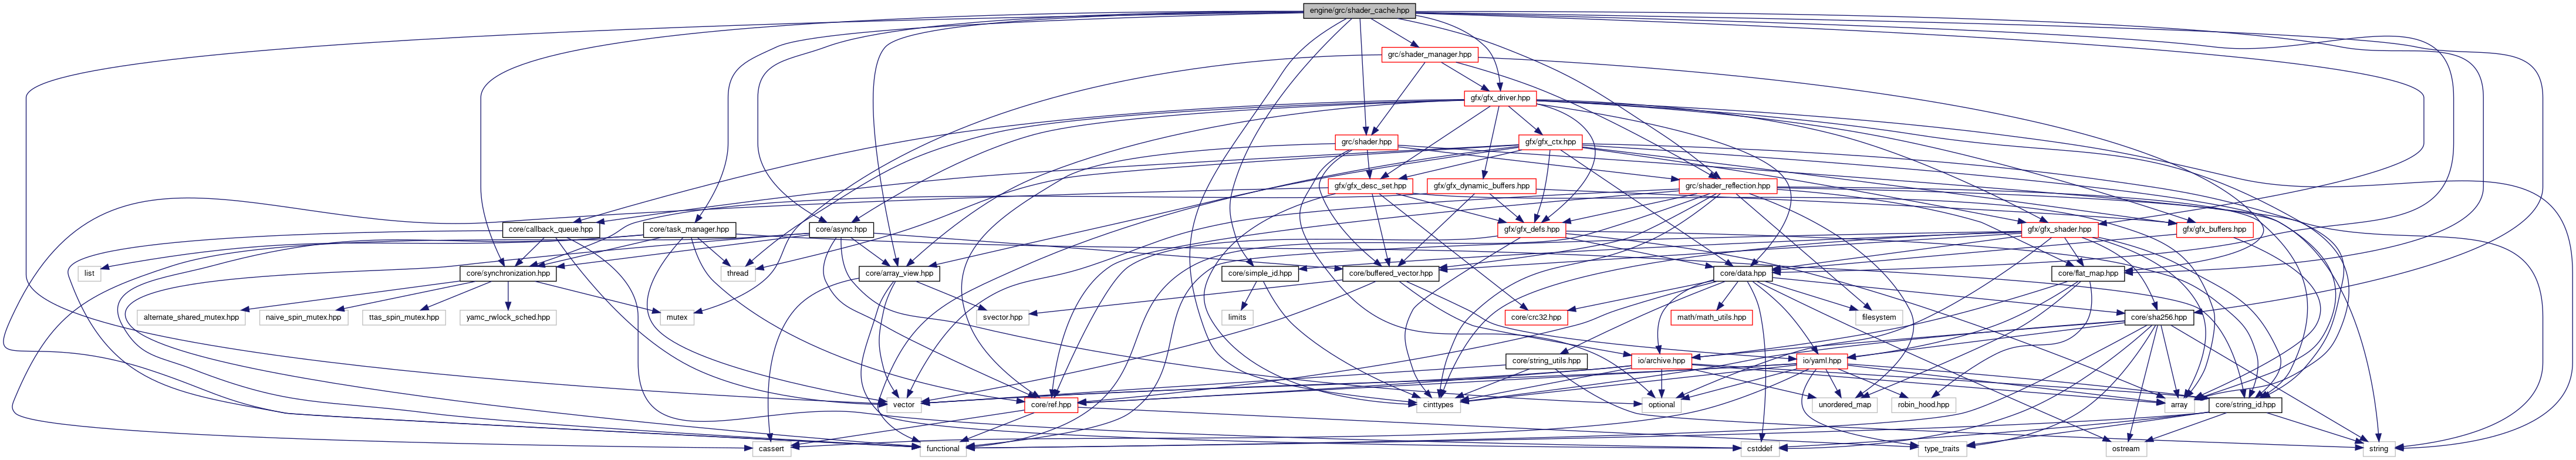 engine/grc/shader_cache.hpp
grc/shader_manager.hpp
gfx/gfx_driver.hpp
grc/shader.hpp
gfx/gfx_ctx.hpp
gfx/gfx_desc_set.hpp
gfx/gfx_dynamic_buffers.hpp
grc/shader_reflection.hpp
core/callback_queue.hpp
core/task_manager.hpp
core/async.hpp
gfx/gfx_defs.hpp
gfx/gfx_shader.hpp
gfx/gfx_buffers.hpp
list
core/synchronization.hpp
thread
core/array_view.hpp
core/simple_id.hpp
core/buffered_vector.hpp
core/data.hpp
core/flat_map.hpp
alternate_shared_mutex.hpp
naive_spin_mutex.hpp
ttas_spin_mutex.hpp
yamc_rwlock_sched.hpp
mutex
svector.hpp
limits
core/crc32.hpp
math/math_utils.hpp
filesystem
core/sha256.hpp
core/string_utils.hpp
io/archive.hpp
io/yaml.hpp
vector
core/ref.hpp
cinttypes
optional
unordered_map
robin_hood.hpp
array
core/string_id.hpp
cassert
functional
cstddef
type_traits
ostream
string